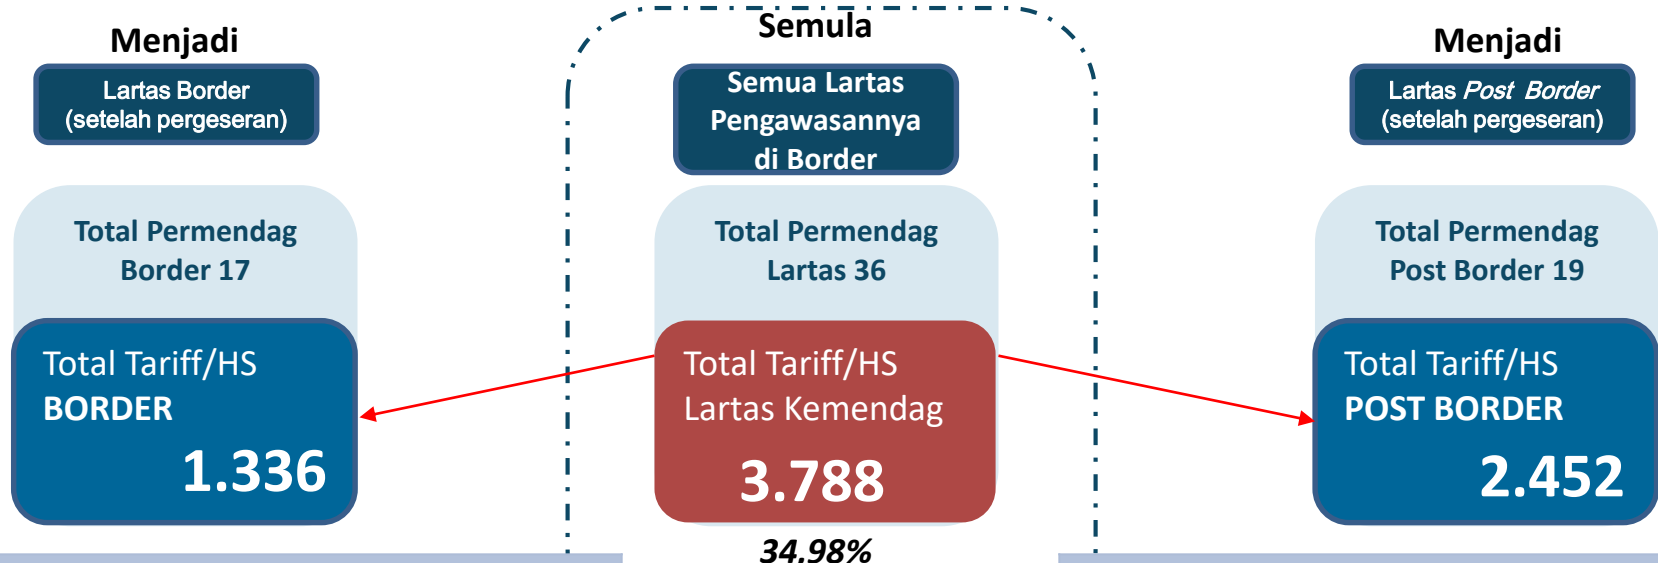 Menjadi
Lartas Border
(setelah pergeseran)
Total Permendag
Border 17
Total Tariff/HS
BORDER
1.336
Semula
Semua Lartas
Pengawasannya
di Border
Total Permendag
Lartas 36
Total Tariff/HS
Lartas Kemendag
3.788
34,98%
Menjadi
Lartas Post Border
(setelah pergeseran)
Total Permendag
Post Border 19
Total Tariff/HS
POST BORDER
2.452